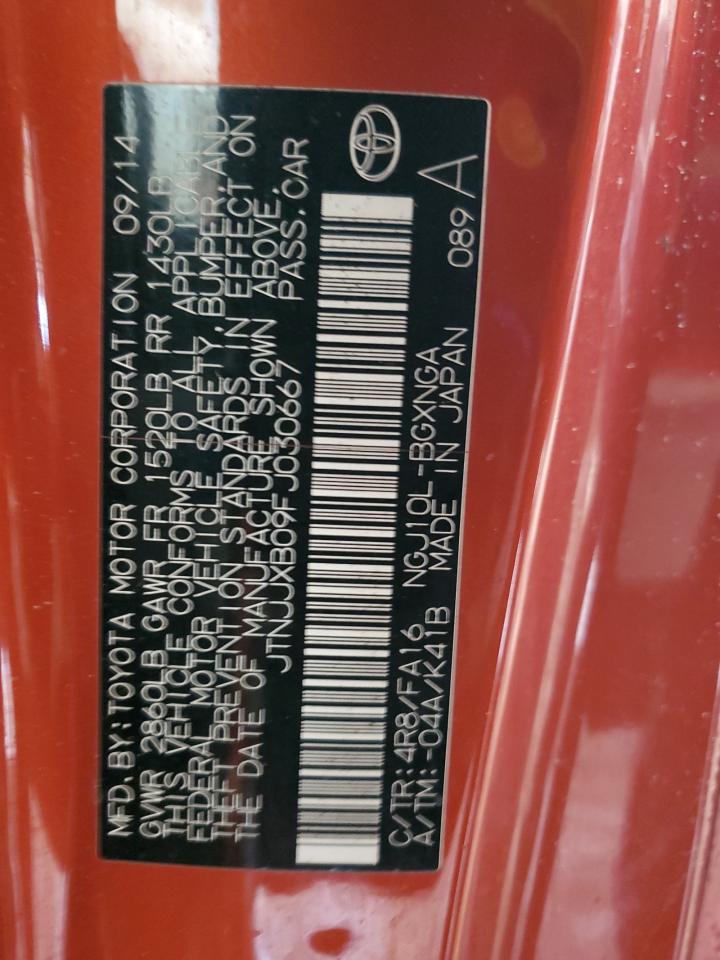 MFD. BY: TOYOTA MOTOR CORPORATION 09/14
GVWR 2860LB GAWR FR 1520LB RR 1430LB
THIS VEHICLE CONFORMS TO ALL APPLICABLE
FEDERAL MOTOR VEHICLE SAFETY, BUMPER, AND
THEFT PREVENTION STANDARDS IN EFFECT ON
THE DATE OF MANUFACTURE SHOWN ABOVE.
JTNJJXB09FJ030667 PASS. CAR
C/TR: 4R8/FA16 NGJ10L-BGXNGA 089 A
A/TM: -04A/K41B MADE IN JAPAN